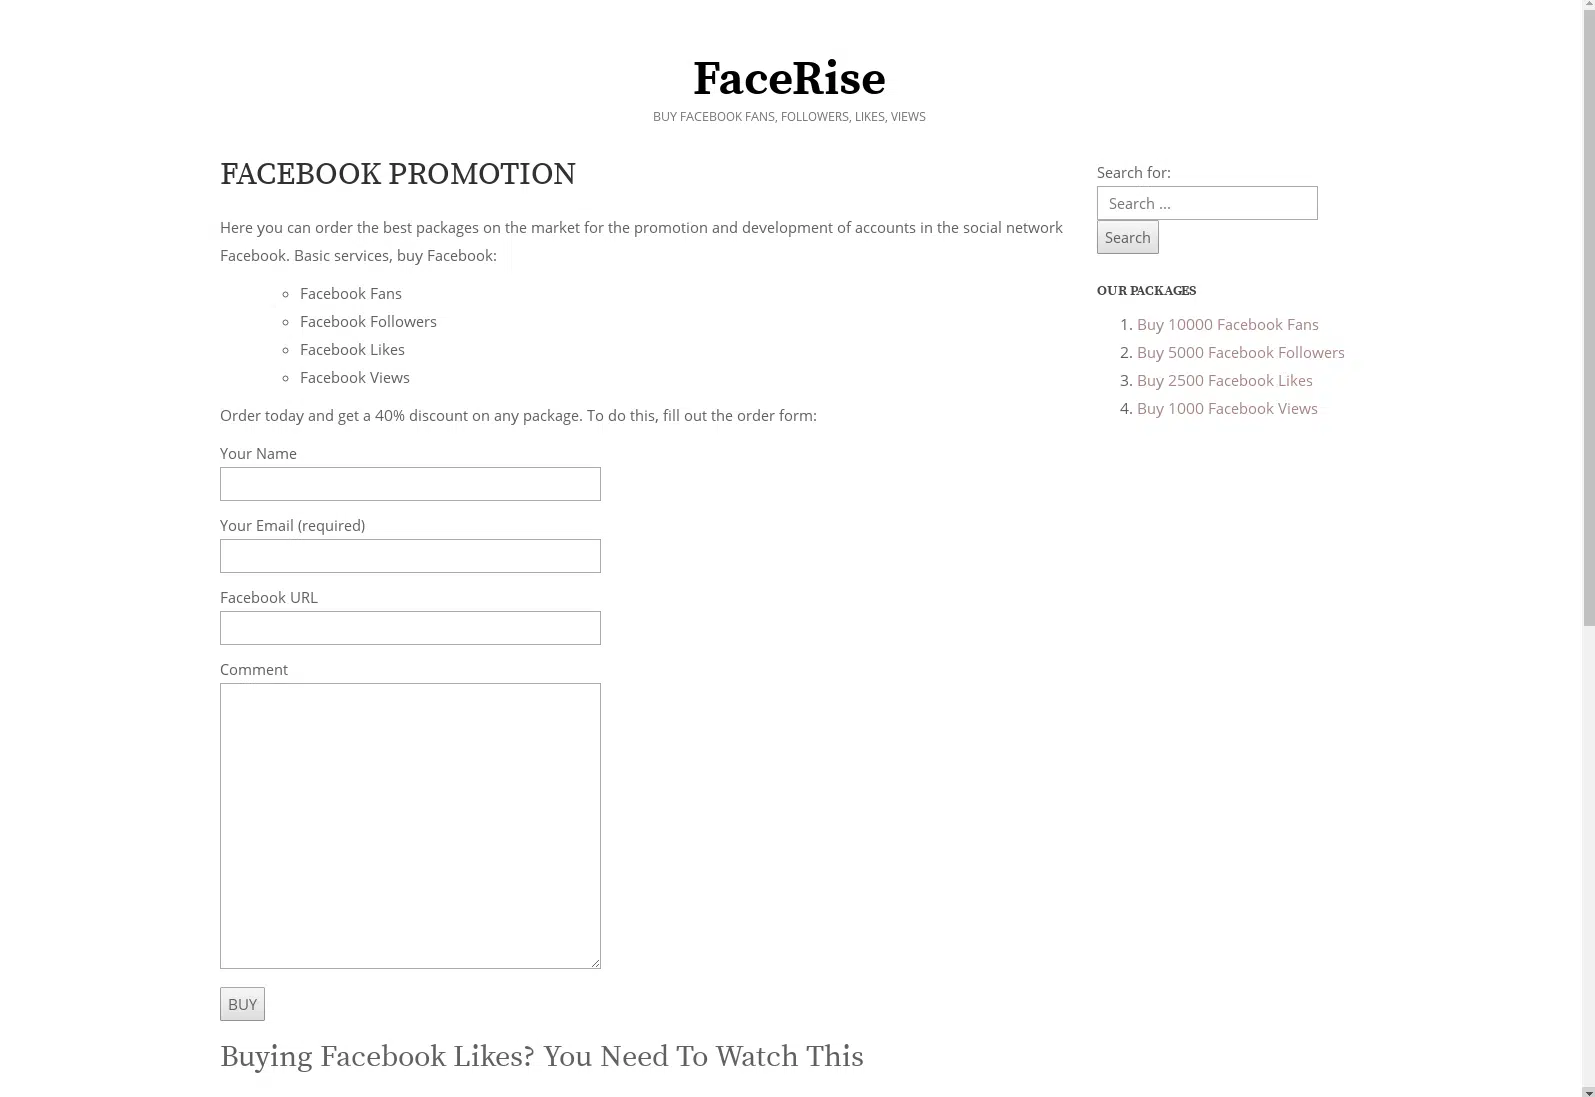 FaceRise
BUY FACEBOOK FANS, FOLLOWERS, LIKES, VIEWS
FACEBOOK PROMOTION
Here you can order the best packages on the market for the promotion and development of accounts in the social network
Facebook. Basic services, buy Facebook:
Facebook Fans
Facebook Followers
Facebook Likes
Facebook Views
Order today and get a 40% discount on any package. To do this, fill out the order form:
Your Name
Your Email (required)
Facebook URL
Comment
BUY
Buying Facebook Likes? You Need To Watch This
Search for:
Search ...
Search
OUR PACKAGES
1. Buy 10000 Facebook Fans
2. Buy 5000 Facebook Followers
3. Buy 2500 Facebook Likes
4. Buy 1000 Facebook Views